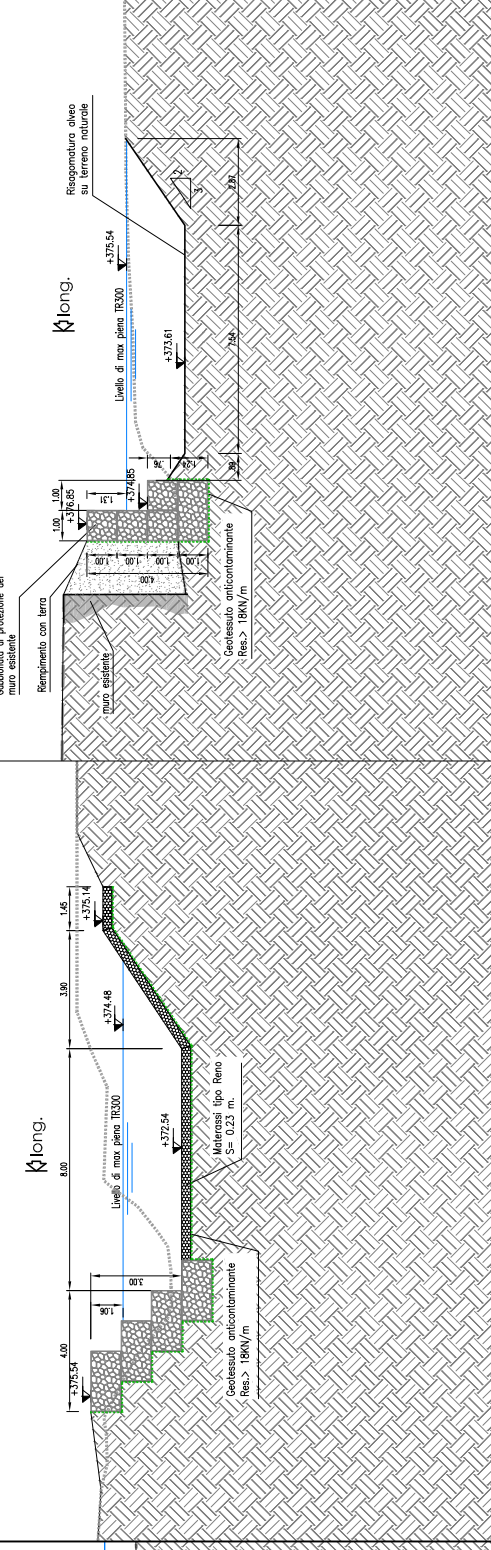 Risagomatura alveo
su terreno naturale
long.
+375.54
Livello di max piena TR300
+373.61
2
3
2.87
7.54
.89
.76
1.24
+374.85
1.31
+376.85
1.00
1.00
1.00
1.00
1.00
1.00
4.00
muro esistente
Riempimento con terra
muro esistente
Geotessuto anticontaminante
Res.> 18KN/m
long.
1.45
+375.14
3.90
+374.48
Livello di max piena TR300
8.00
+372.54
Materassi tipo Reno
S= 0.23 m.
3.00
1.06
4.00
+375.54
Geotessuto anticontaminante
Res.> 18KN/m